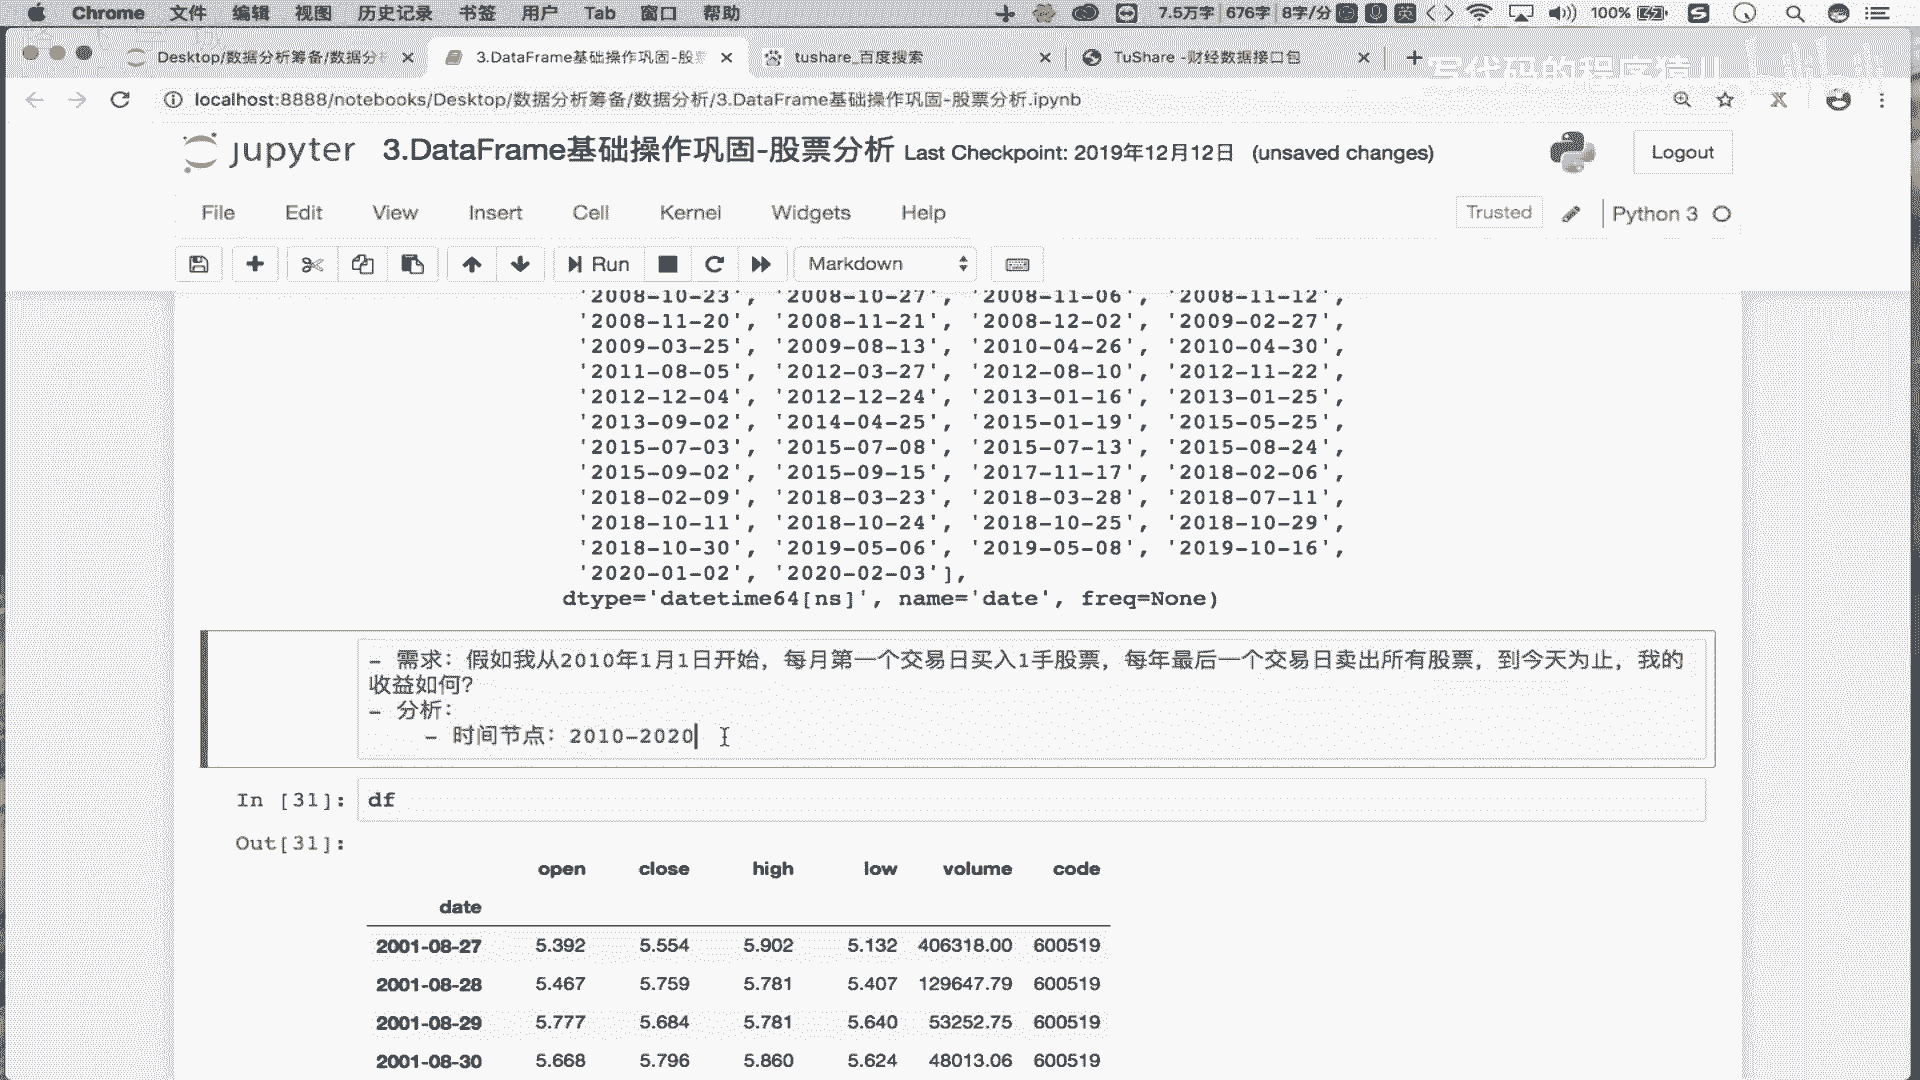 Chrome 文件 编辑 视图 历史记录 书签 用户 Tab 窗口 帮助 7.5万字 676字 8字/分 英 100%
Desktop/数据分析筹备/数据分析 3.DataFrame基础操作巩固-股票 tushare_百度搜索 TuShare -财经数据接口包
写代码的程序猿儿 bilibili
localhost:8888/notebooks/Desktop/数据分析筹备/数据分析/3.DataFrame基础操作巩固-股票分析.ipynb
jupyter 3.DataFrame基础操作巩固-股票分析 Last Checkpoint: 2019年12月12日 (unsaved changes) Logout
File Edit View Insert Cell Kernel Widgets Help Trusted Python 3
Run Markdown
'2008-10-23', '2008-10-27', '2008-11-06', '2008-11-12',
'2008-11-20', '2008-11-21', '2008-12-02', '2009-02-27',
'2009-03-25', '2009-08-13', '2010-04-26', '2010-04-30',
'2011-08-05', '2012-03-27', '2012-08-10', '2012-11-22',
'2012-12-04', '2012-12-24', '2013-01-16', '2013-01-25',
'2013-09-02', '2014-04-25', '2015-01-19', '2015-05-25',
'2015-07-03', '2015-07-08', '2015-07-13', '2015-08-24',
'2015-09-02', '2015-09-15', '2017-11-17', '2018-02-06',
'2018-02-09', '2018-03-23', '2018-03-28', '2018-07-11',
'2018-10-11', '2018-10-24', '2018-10-25', '2018-10-29',
'2018-10-30', '2019-05-06', '2019-05-08', '2019-10-16',
'2020-01-02', '2020-02-03'],
dtype='datetime64[ns]', name='date', freq=None)
- 需求：假如我从2010年1月1日开始，每月第一个交易日买入1手股票，每年最后一个交易日卖出所有股票，到今天为止，我的
收益如何？
- 分析：
- 时间节点：2010-2020
In [31]: df
Out[31]:
open close high low volume code
date
2001-08-27 5.392 5.554 5.902 5.132 406318.00 600519
2001-08-28 5.467 5.759 5.781 5.407 129647.79 600519
2001-08-29 5.777 5.684 5.781 5.640 53252.75 600519
2001-08-30 5.668 5.796 5.860 5.624 48013.06 600519